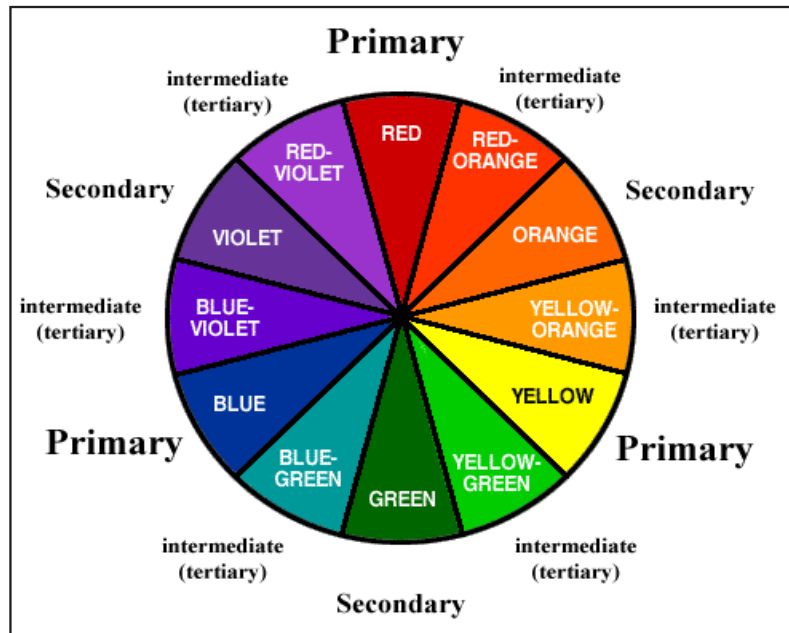 Primary
intermediate
(tertiary)
intermediate
(tertiary)
RED
RED-
VIOLET
RED-
ORANGE
Secondary
Secondary
VIOLET
ORANGE
intermediate
(tertiary)
BLUE-
VIOLET
YELLOW-
ORANGE
intermediate
(tertiary)
BLUE
YELLOW
Primary
Primary
BLUE-
GREEN
GREEN
YELLOW-
GREEN
intermediate
(tertiary)
intermediate
(tertiary)
Secondary